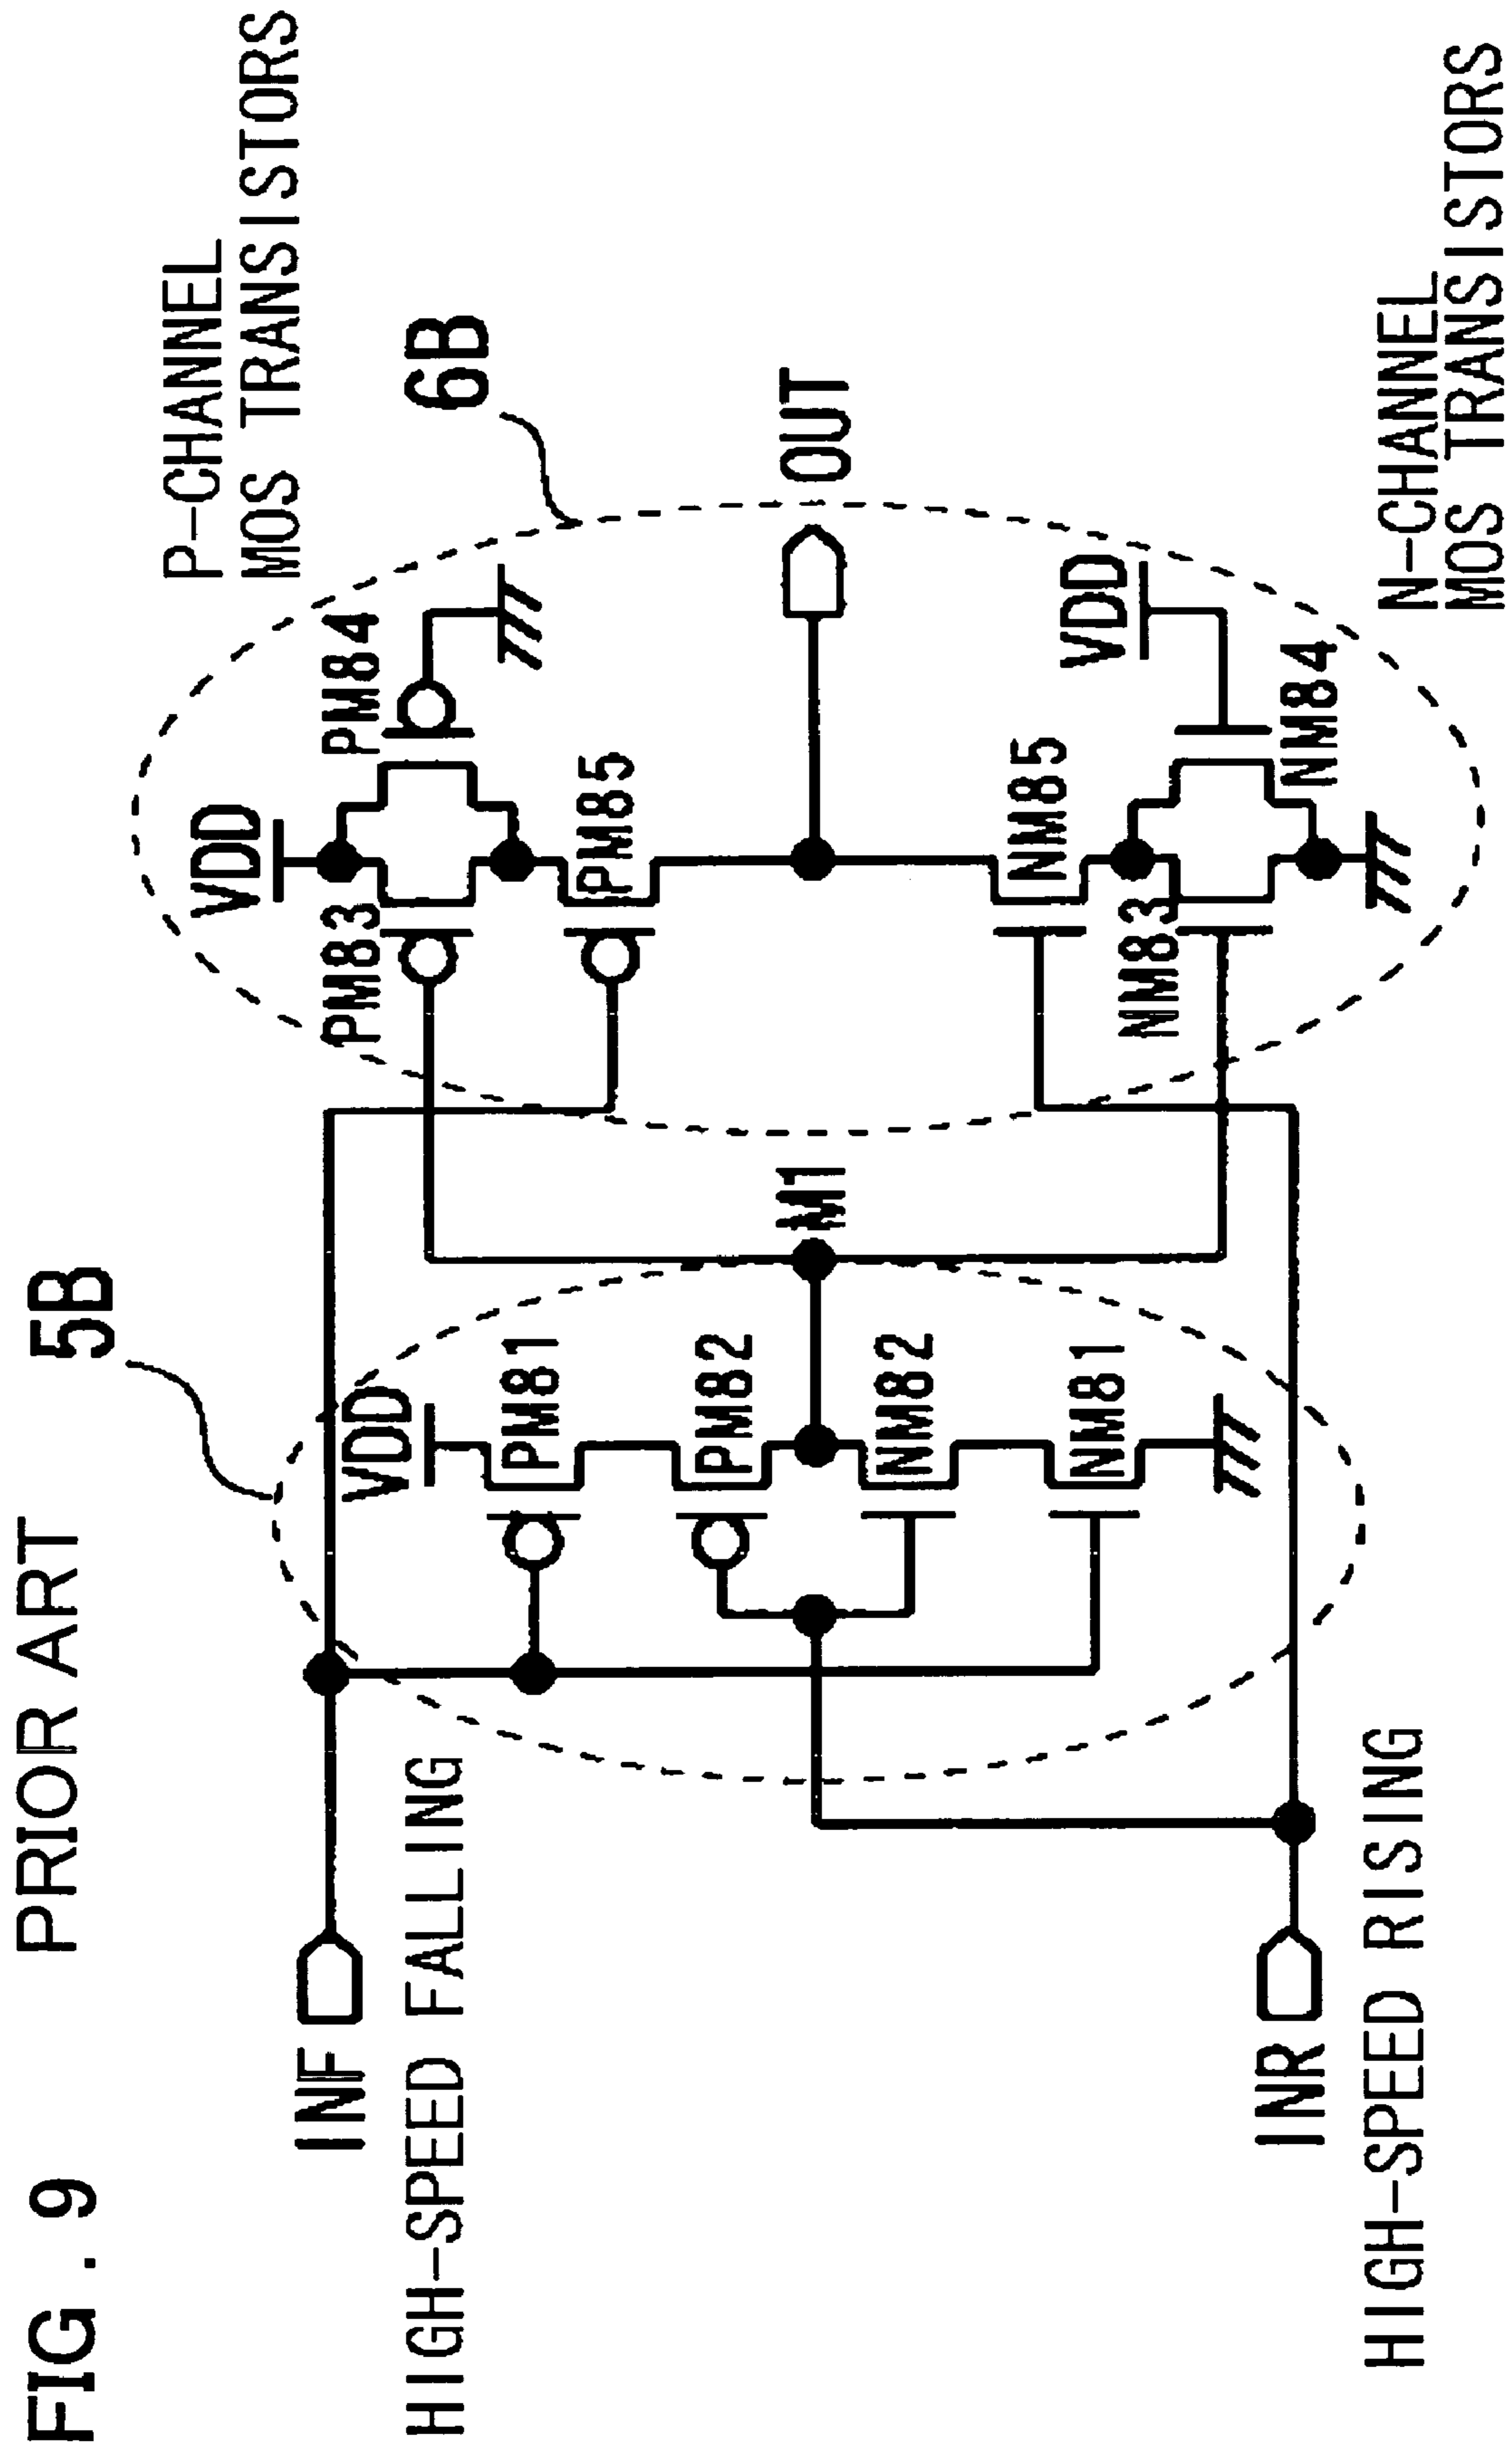 FIG. 9 PRIOR ART
5B
6B
P-CHANNEL
MOS TRANSISTORS
VDD
PM83
PM84
PM85
INF
HIGH-SPEED FALLING
VDD
PM81
PM82
M1
OUT
NM82
NM81
NM85
VDD
NM83
NM84
INR
HIGH-SPEED RISING
N-CHANNEL
MOS TRANSISTORS